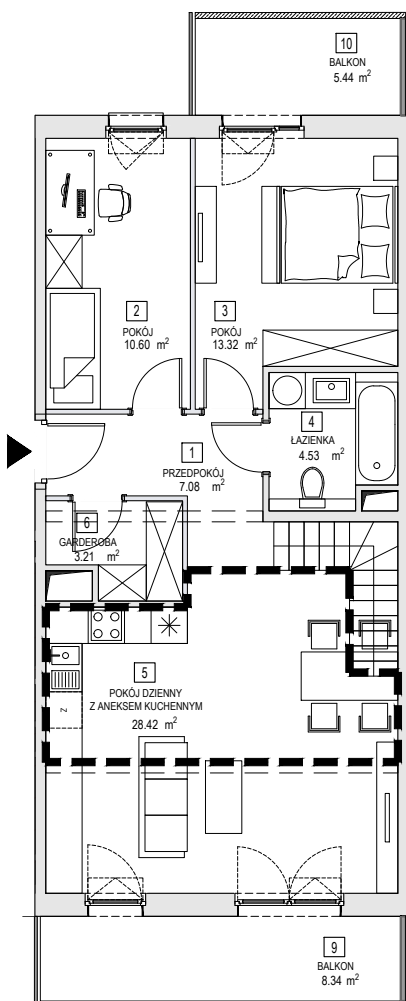 10
BALKON
5.44 m²
2
POKÓJ
10.60 m²
3
POKÓJ
13.32 m²
4
ŁAZIENKA
4.53 m²
1
PRZEDPOKÓJ
7.08 m²
6
GARDEROBA
3.21 m²
5
POKÓJ DZIENNY
Z ANEKSEM KUCHENNYM
28.42 m²
Z
9
BALKON
8.34 m²